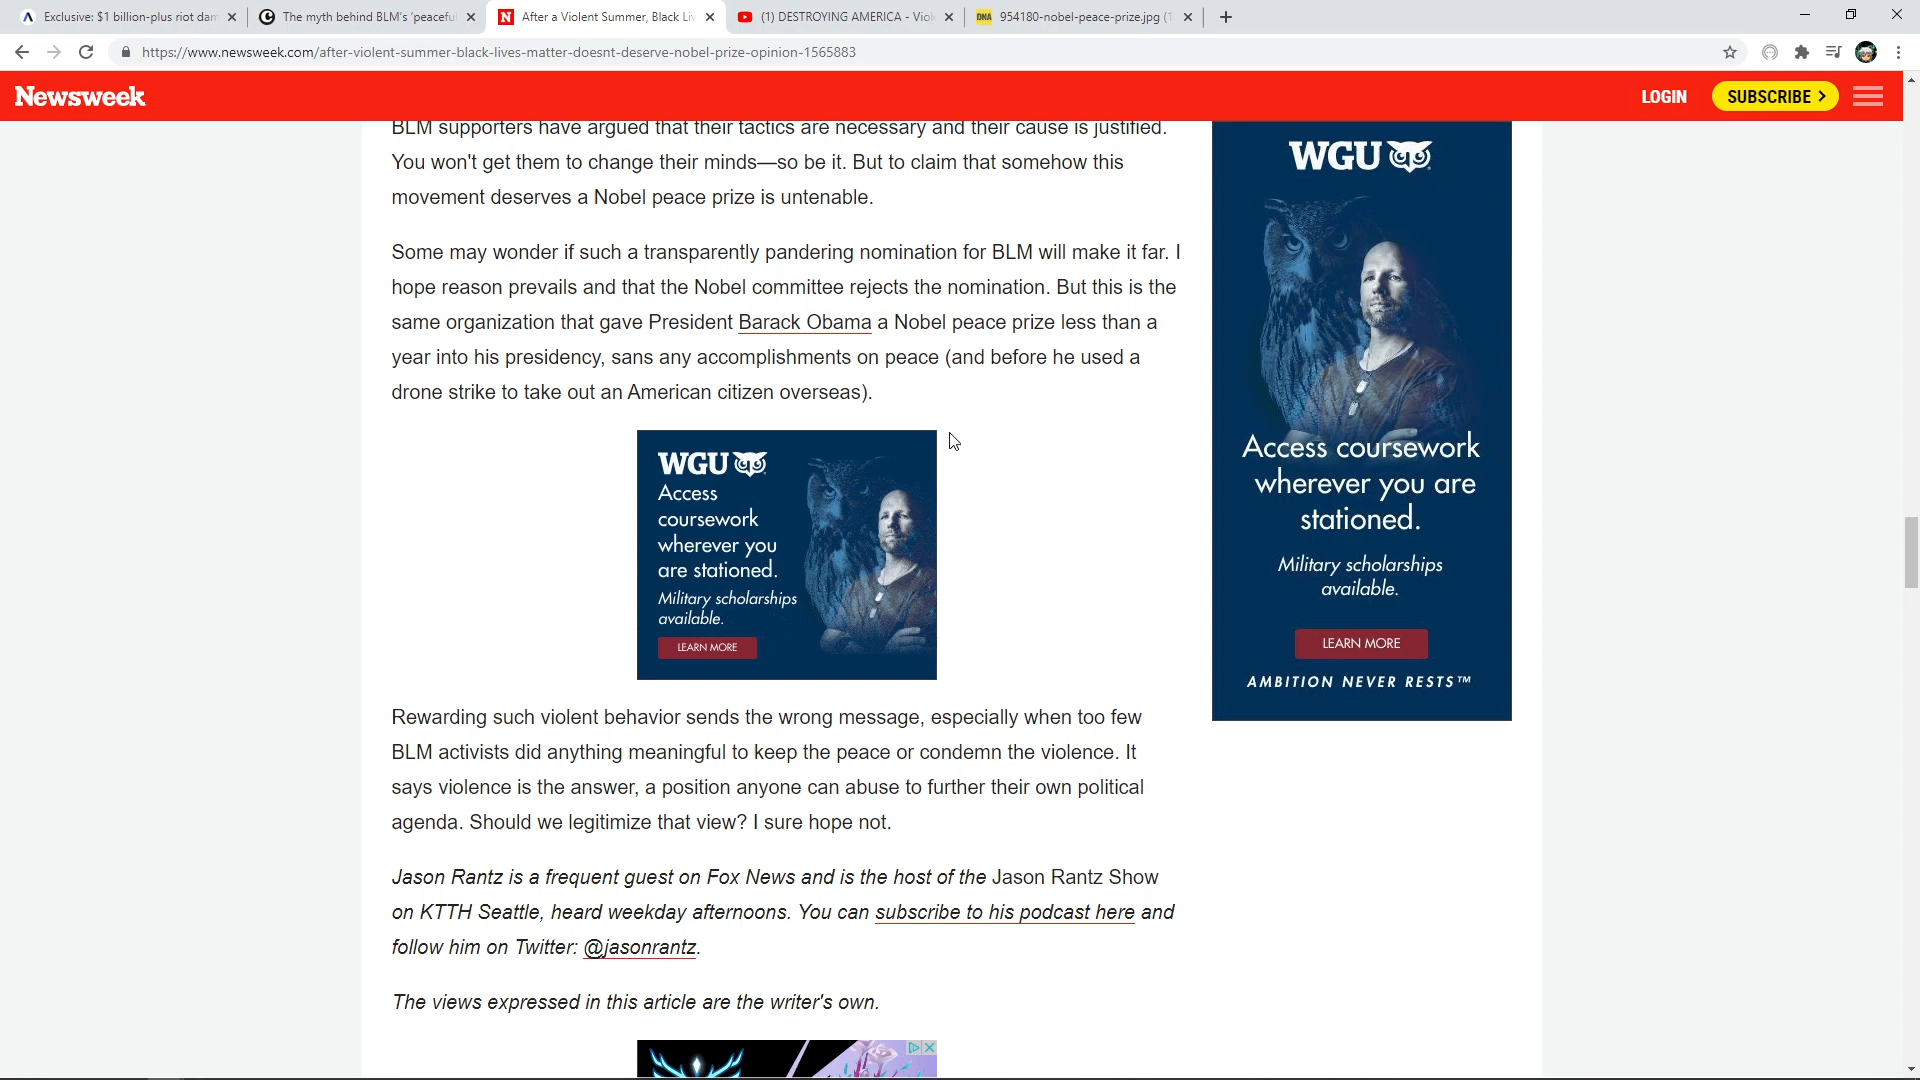 Exclusive: $1 billion-plus riot dam
The myth behind BLM's 'peaceful
After a Violent Summer, Black Liv
(1) DESTROYING AMERICA - Viol
DNA
954180-nobel-peace-prize.jpg (1
https://www.newsweek.com/after-violent-summer-black-lives-matter-doesnt-deserve-nobel-prize-opinion-1565883
Newsweek
LOGIN
SUBSCRIBE >
BLM supporters have argued that their tactics are necessary and their cause is justified.
You won't get them to change their minds—so be it. But to claim that somehow this
movement deserves a Nobel peace prize is untenable.
Some may wonder if such a transparently pandering nomination for BLM will make it far. I
hope reason prevails and that the Nobel committee rejects the nomination. But this is the
same organization that gave President Barack Obama a Nobel peace prize less than a
year into his presidency, sans any accomplishments on peace (and before he used a
drone strike to take out an American citizen overseas).
WGU
Access
coursework
wherever you
are stationed.
Military scholarships
available.
LEARN MORE
Rewarding such violent behavior sends the wrong message, especially when too few
BLM activists did anything meaningful to keep the peace or condemn the violence. It
says violence is the answer, a position anyone can abuse to further their own political
agenda. Should we legitimize that view? I sure hope not.
Jason Rantz is a frequent guest on Fox News and is the host of the Jason Rantz Show
on KTTH Seattle, heard weekday afternoons. You can subscribe to his podcast here and
follow him on Twitter: @jasonrantz.
The views expressed in this article are the writer's own.
WGU
Access coursework
wherever you are
stationed.
Military scholarships
available.
LEARN MORE
AMBITION NEVER RESTS™